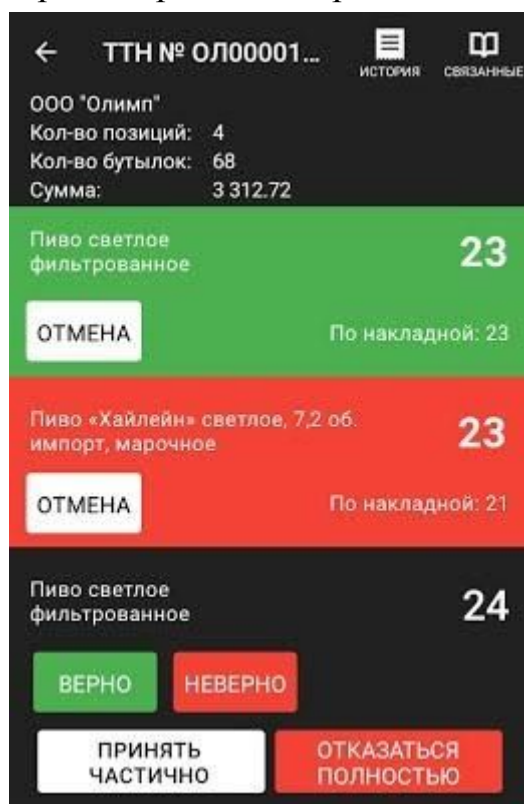 ТТН № ОЛ00001...
ИСТОРИЯ
СВЯЗАННЫЕ
ООО "Олимп"
Кол-во позиций: 4
Кол-во бутылок: 68
Сумма: 3 312.72
Пиво светлое
фильтрованное
23
ОТМЕНА
По накладной: 23
Пиво «Хайлейн» светлое, 7,2 об.
импорт, марочное
23
ОТМЕНА
По накладной: 21
Пиво светлое
фильтрованное
24
ВЕРНО
НЕВЕРНО
ПРИНЯТЬ
ЧАСТИЧНО
ОТКАЗАТЬСЯ
ПОЛНОСТЬЮ